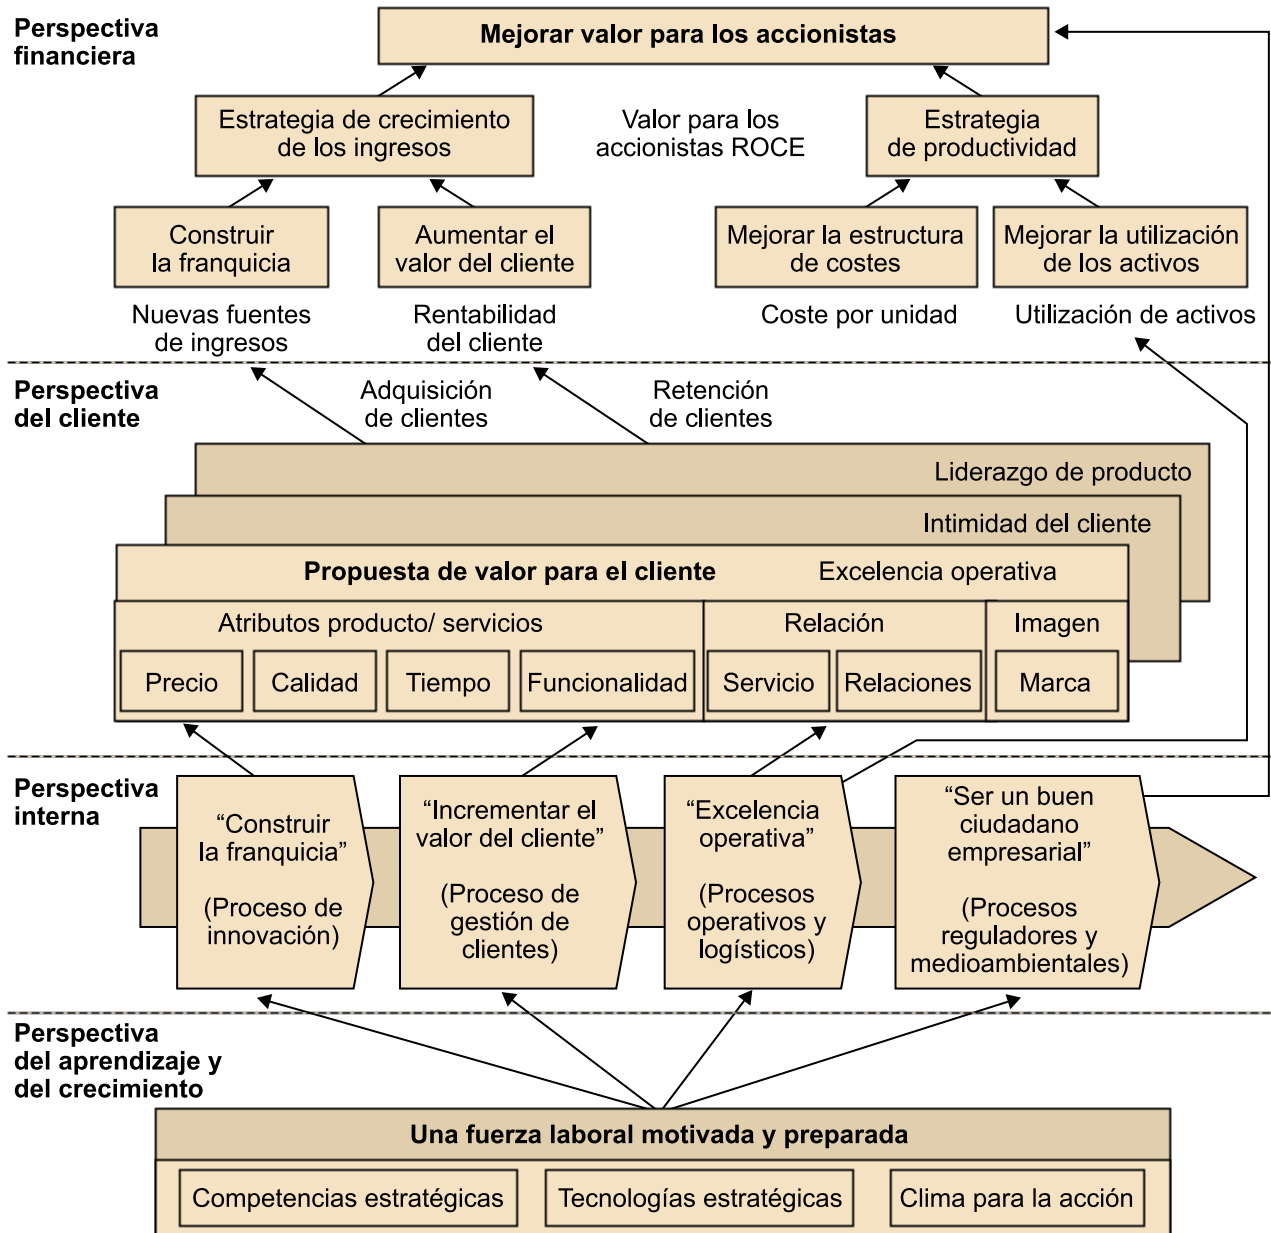 Perspectiva
financiera
Mejorar valor para los accionistas
Estrategia de crecimiento
de los ingresos
Valor para los
accionistas ROCE
Estrategia
de productividad
Construir
la franquicia
Aumentar el
valor del cliente
Mejorar la estructura
de costes
Mejorar la utilización
de los activos
Nuevas fuentes
de ingresos
Rentabilidad
del cliente
Coste por unidad
Utilización de activos
Perspectiva
del cliente
Adquisición
de clientes
Retención
de clientes
Liderazgo de producto
Intimidad del cliente
Propuesta de valor para el cliente
Excelencia operativa
Atributos producto/ servicios
Relación
Imagen
Precio
Calidad
Tiempo
Funcionalidad
Servicio
Relaciones
Marca
Perspectiva
interna
“Construir
la franquicia”
(Proceso de
innovación)
“Incrementar el
valor del cliente”
(Proceso de
gestión de
clientes)
“Excelencia
operativa”
(Procesos
operativos y
logísticos)
“Ser un buen
ciudadano
empresarial”
(Procesos
reguladores y
medioambientales)
Perspectiva
del aprendizaje y
del crecimiento
Una fuerza laboral motivada y preparada
Competencias estratégicas
Tecnologías estratégicas
Clima para la acción